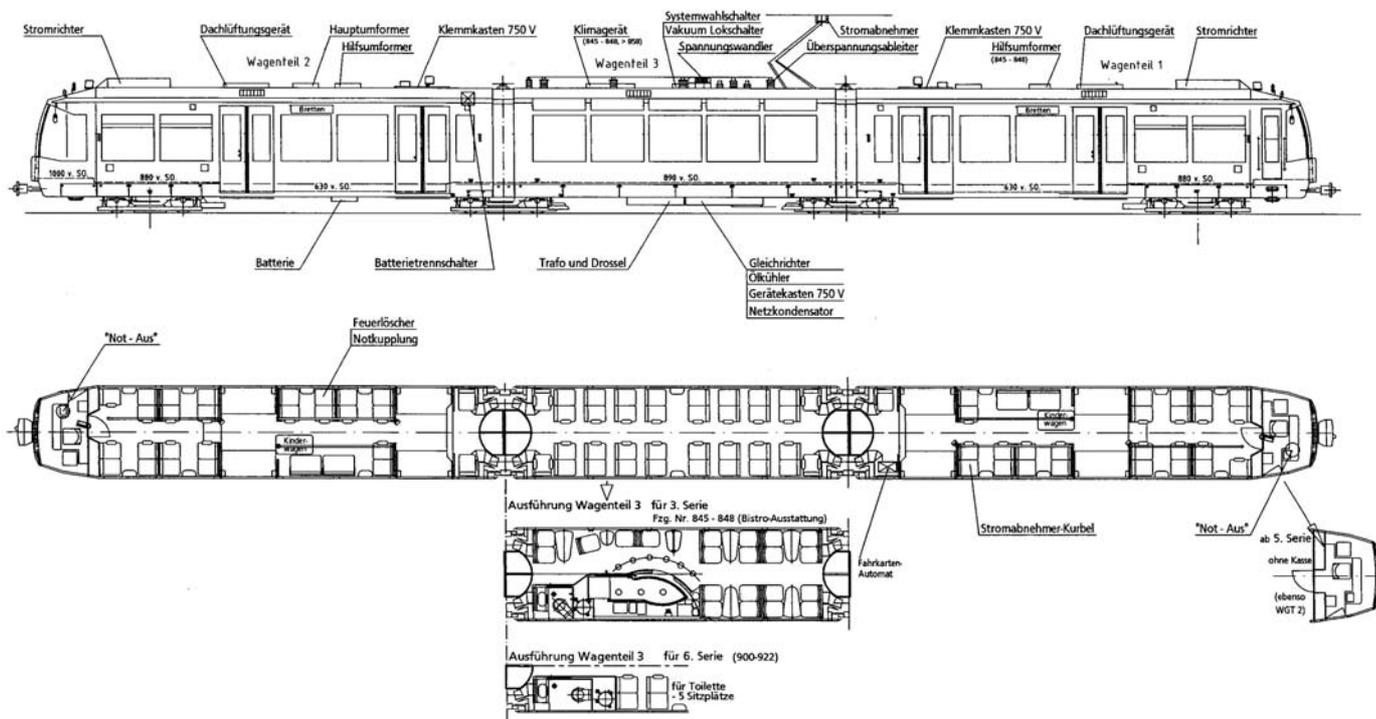 Systemwahlschalter
Stromrichter
Dachlüftungsgerät
Hauptumformer
Klemmkasten 750 V
Klimagerät
Vakuum Lokschalter
Stromabnehmer
Klemmkasten 750 V
Dachlüftungsgerät
Stromrichter
Hilfsumformer
(845 - 848, > 858)
Spannungswandler
Überspannungsableiter
Hilfsumformer
(845 - 848)
Wagenteil 2
Wagenteil 3
Wagenteil 1
Bretten
Bretten
1000 v. SO.
880 v. SO.
630 v. SO.
890 v. SO.
630 v. SO.
880 v. SO.
Batterie
Batterietrennschalter
Trafo und Drossel
Gleichrichter
Ölkühler
Gerätekasten 750 V
Netzkondensator
Feuerlöscher
"Not - Aus"
Notkupplung
Kinder-
wagen
Kinder-
wagen
Ausführung Wagenteil 3 für 3. Serie
Fzg. Nr. 845 - 848 (Bistro-Ausstattung)
Stromabnehmer-Kurbel
"Not - Aus"
Fahrkarten-
Automat
ab 5. Serie
ohne Kasse
(ebenso
WGT 2)
Ausführung Wagenteil 3 für 6. Serie (900-922)
für Toilette
- 5 Sitzplätze